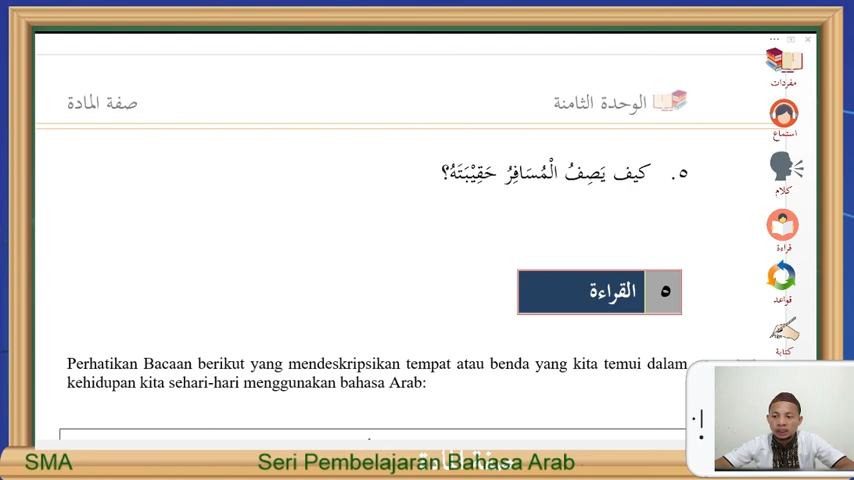 الوحدة الثامنة
صفة المادة
٥. كيف يَصِفُ الْمُسَافِرُ حَقِيْبَتَهُ؟
٥ القراءة
Perhatikan Bacaan berikut yang mendeskripsikan tempat atau benda yang kita temui dalam
kehidupan kita sehari-hari menggunakan bahasa Arab:
مفردات
استماع
كلام
قراءة
قواعد
كتابة
SMA
Seri Pembelajaran Bahasa Arab